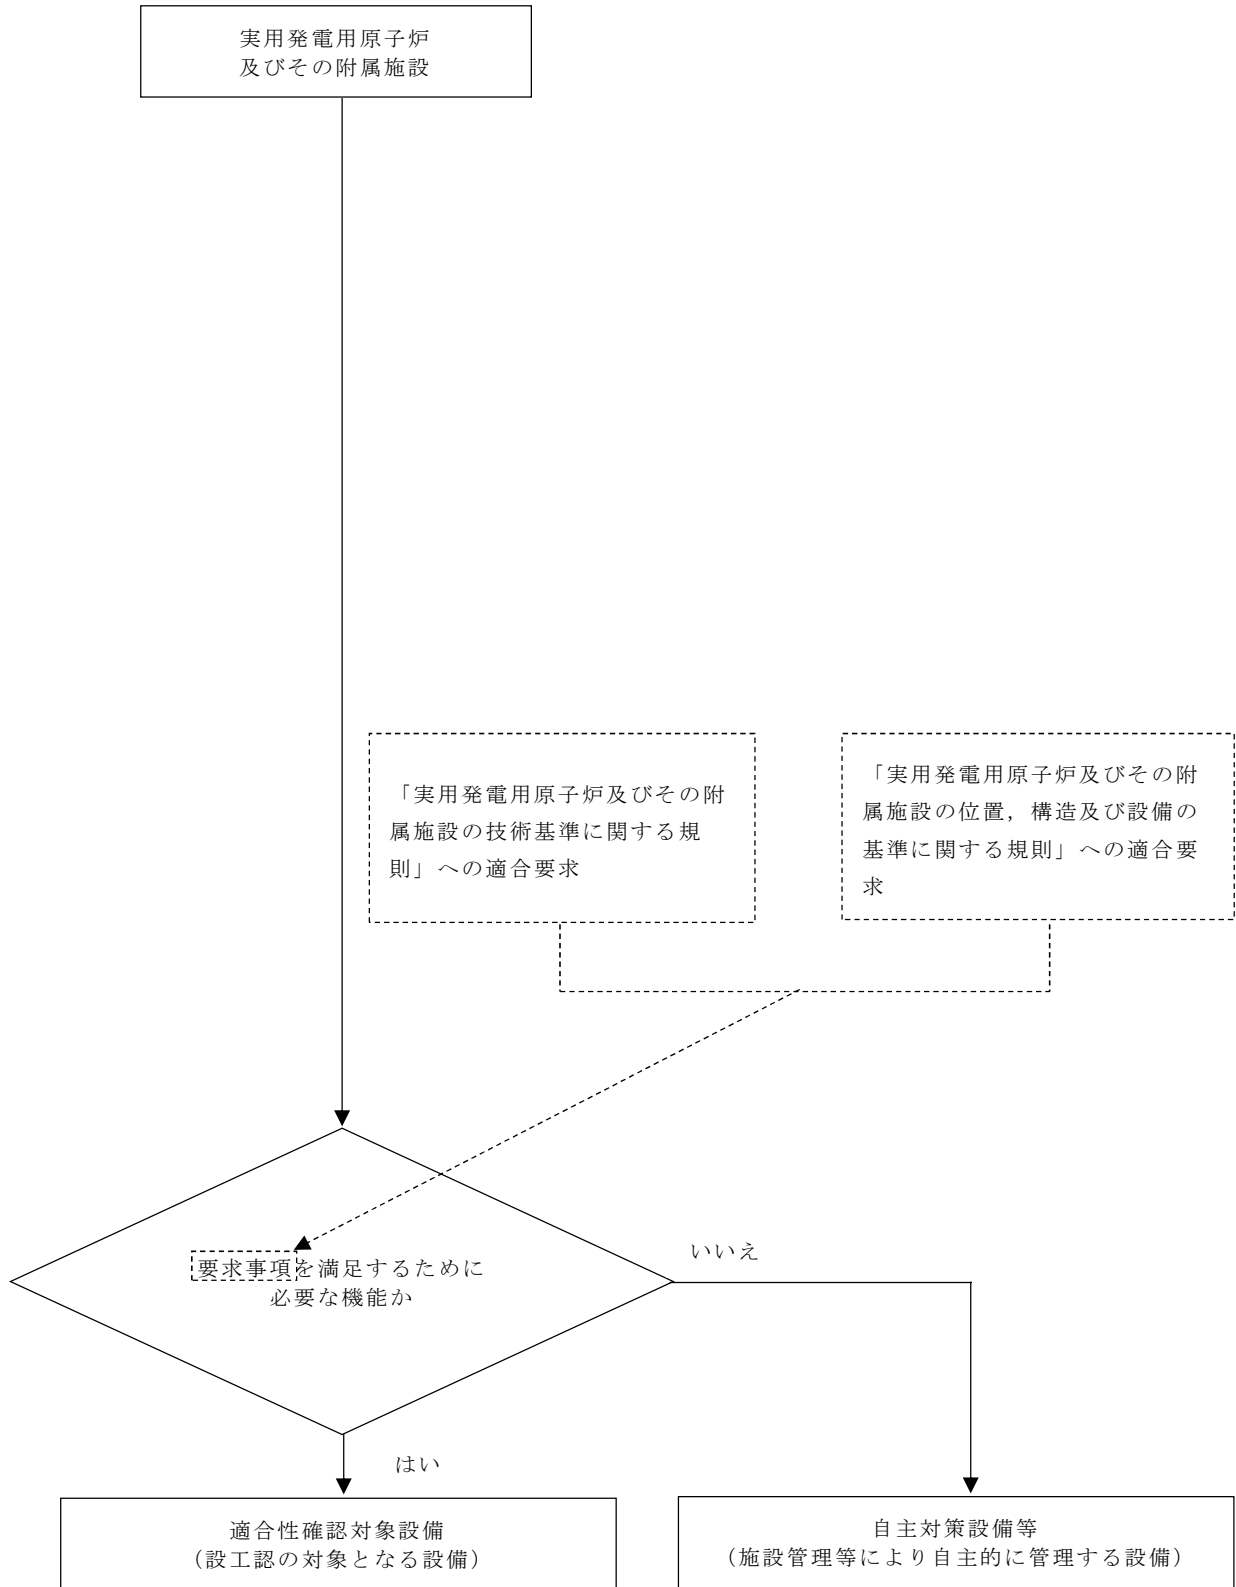 実用発電用原子炉
及びその附属施設
「実用発電用原子炉及びその附
属施設の技術基準に関する規
則」への適合要求
「実用発電用原子炉及びその附
属施設の位置，構造及び設備の
基準に関する規則」への適合要
求
要求事項を満足するために
必要な機能か
いいえ
はい
適合性確認対象設備
（設工認の対象となる設備）
自主対策設備等
（施設管理等により自主的に管理する設備）